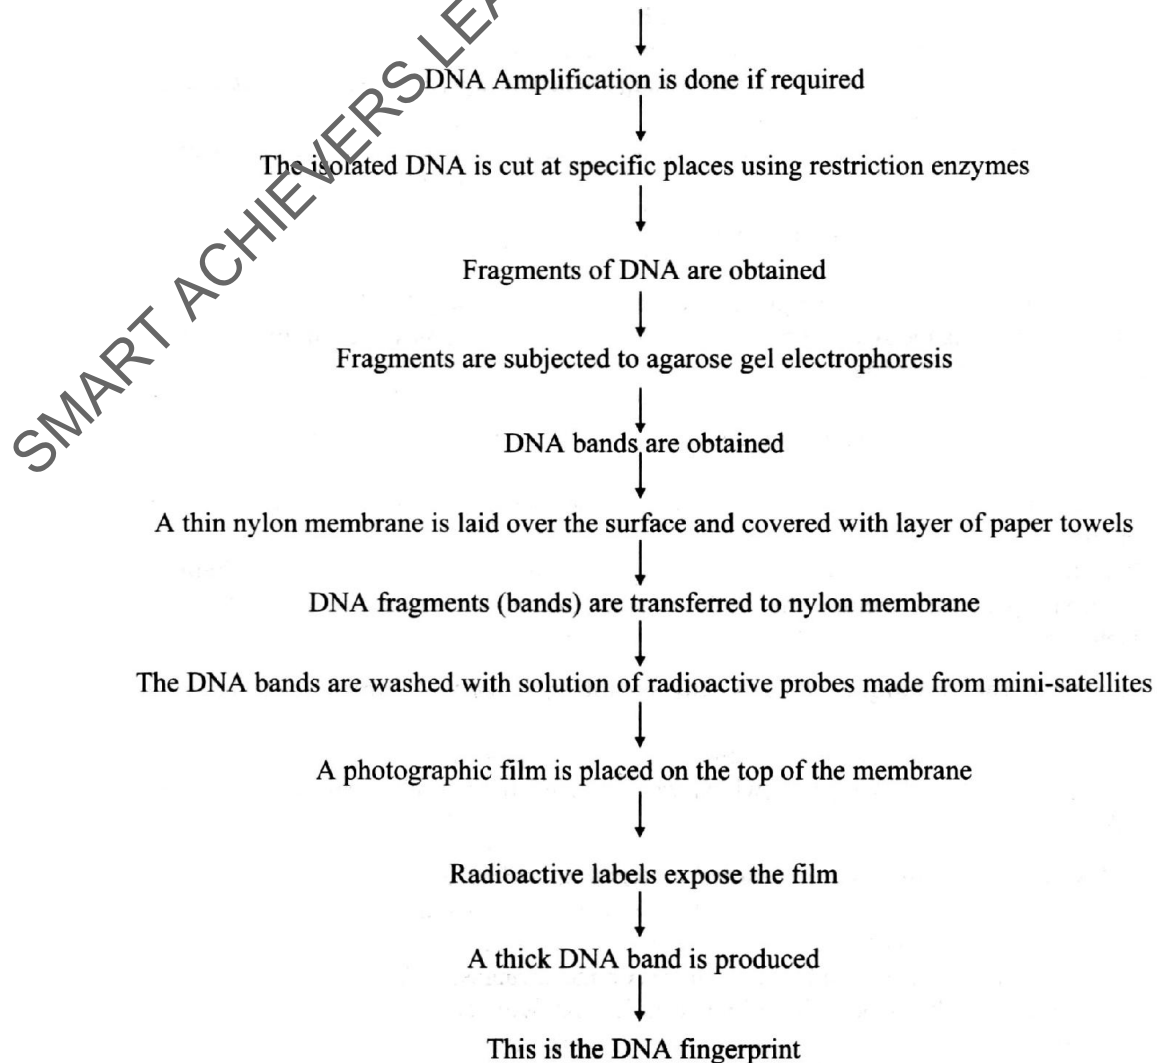 DNA Amplification is done if required
The isolated DNA is cut at specific places using restriction enzymes
Fragments of DNA are obtained
Fragments are subjected to agarose gel electrophoresis
DNA bands are obtained
A thin nylon membrane is laid over the surface and covered with layer of paper towels
DNA fragments (bands) are transferred to nylon membrane
The DNA bands are washed with solution of radioactive probes made from mini-satellites
A photographic film is placed on the top of the membrane
Radioactive labels expose the film
A thick DNA band is produced
This is the DNA fingerprint
SMART ACHIEVERS